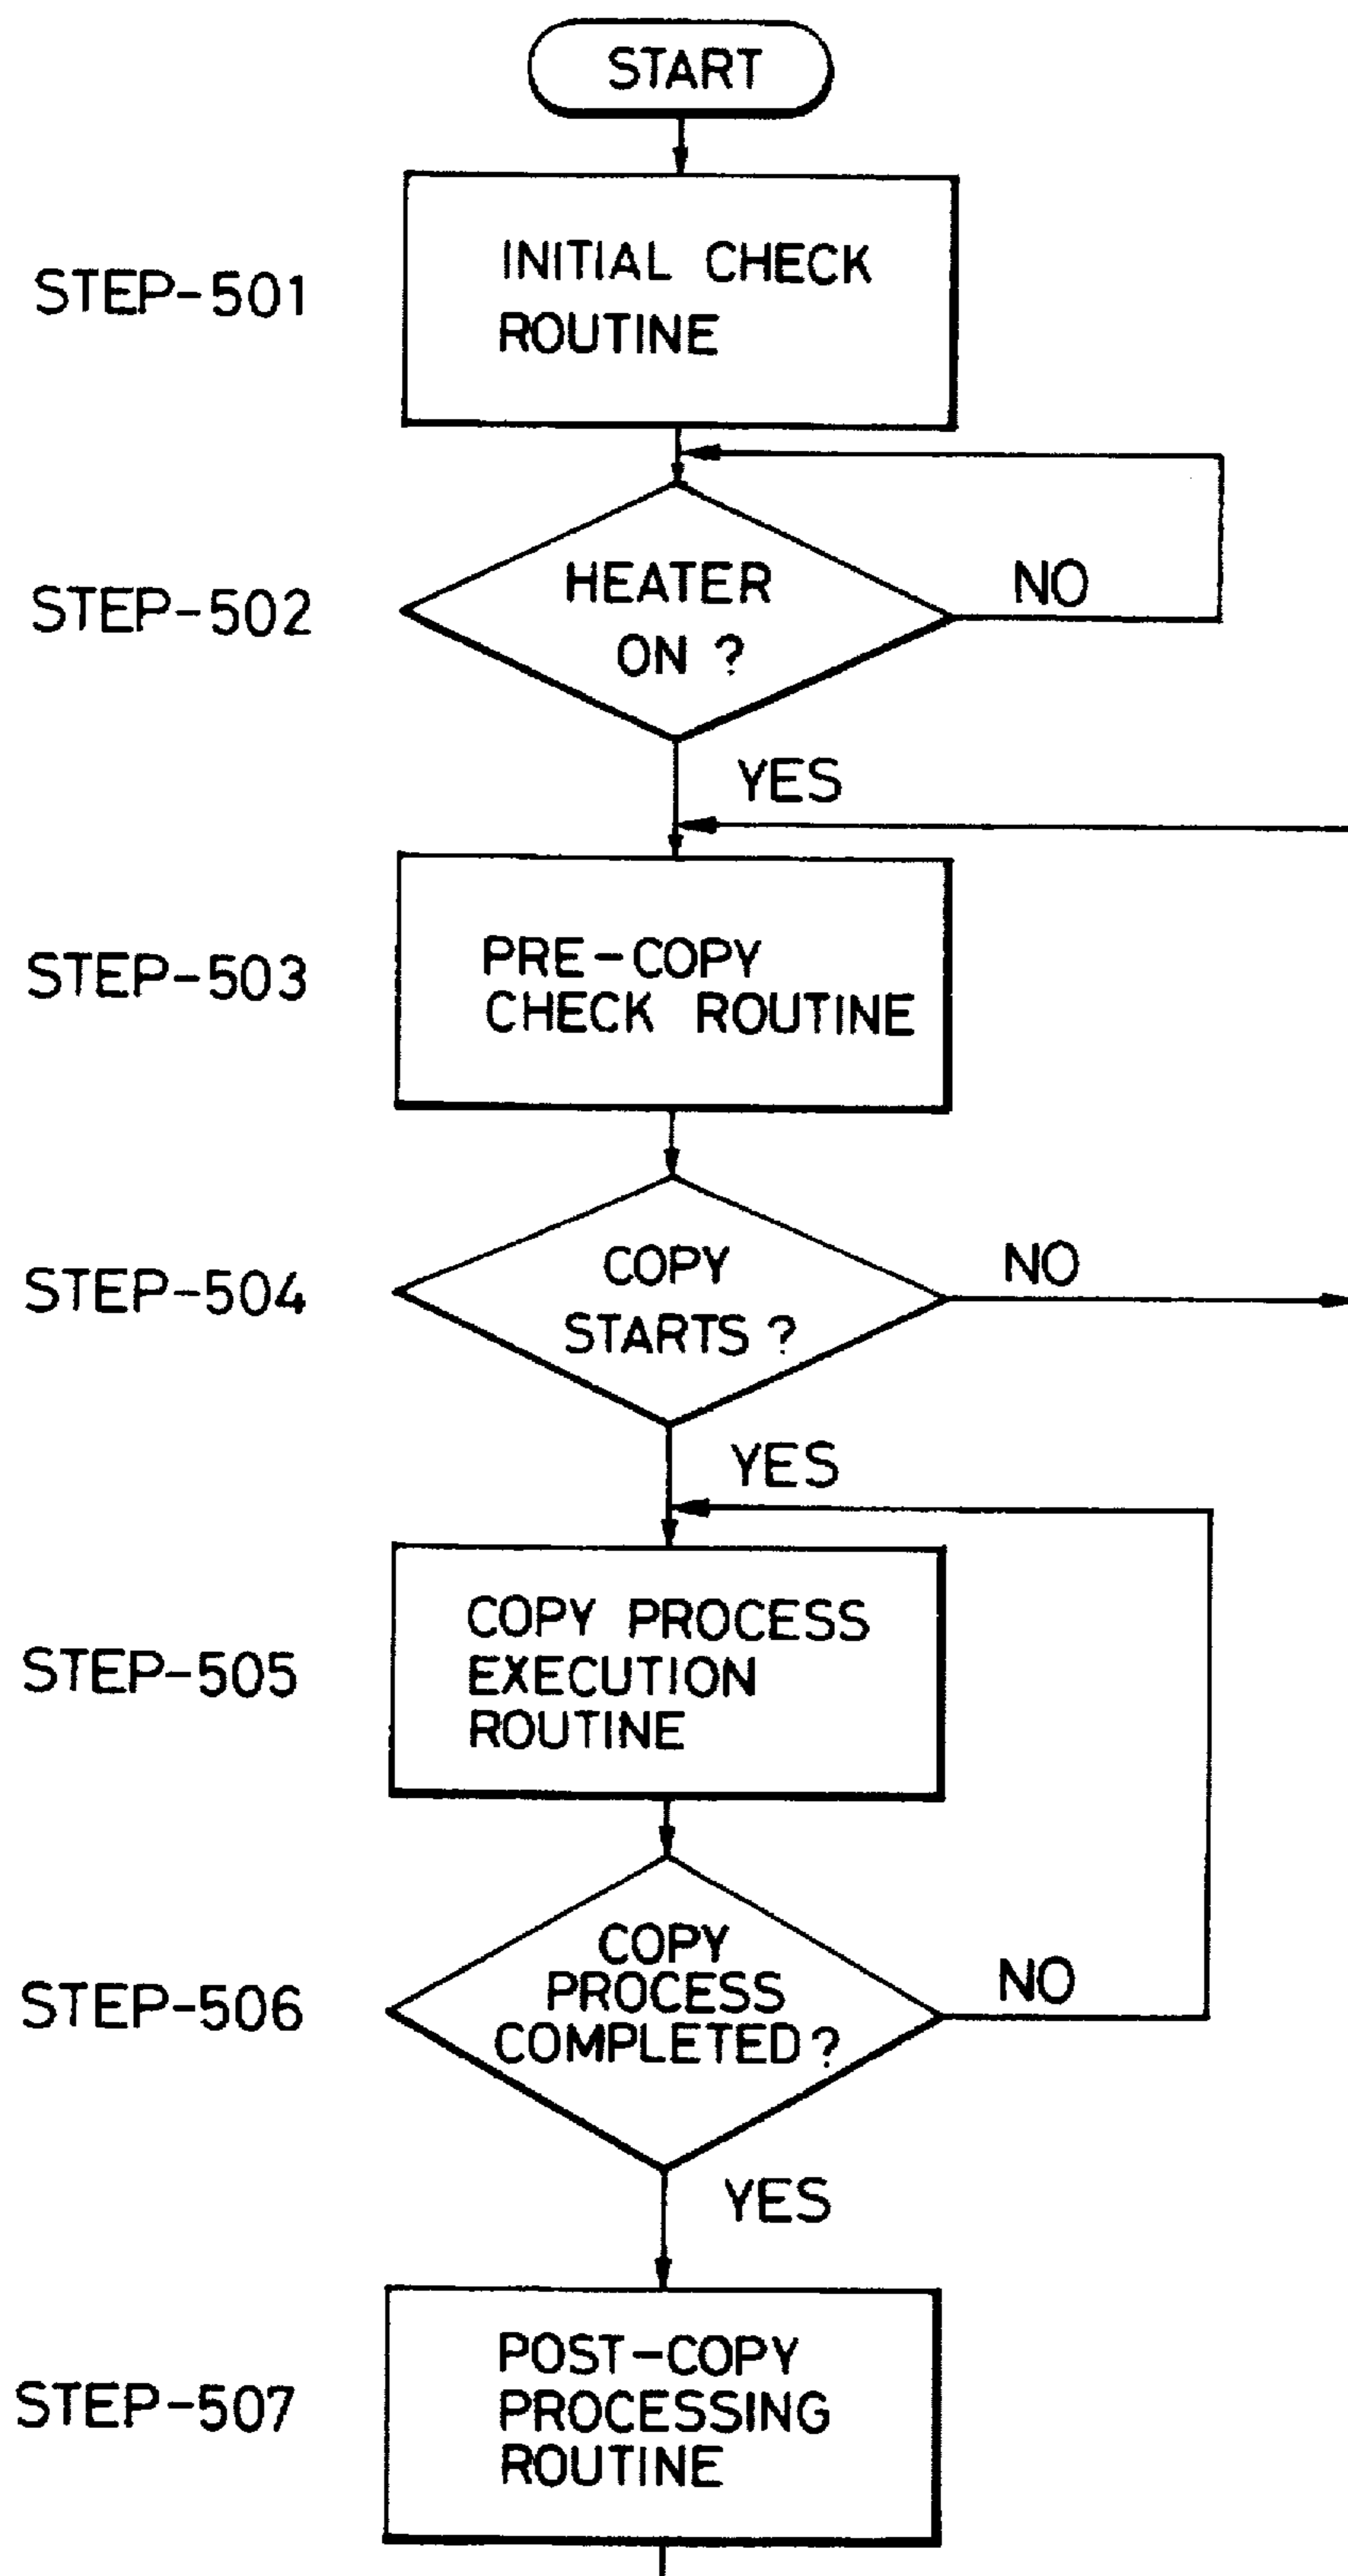 START
STEP-501
INITIAL CHECK
ROUTINE
STEP-502
HEATER
ON ?
NO
YES
STEP-503
PRE-COPY
CHECK ROUTINE
STEP-504
COPY
STARTS ?
NO
YES
STEP-505
COPY PROCESS
EXECUTION
ROUTINE
STEP-506
COPY
PROCESS
COMPLETED ?
NO
YES
STEP-507
POST-COPY
PROCESSING
ROUTINE